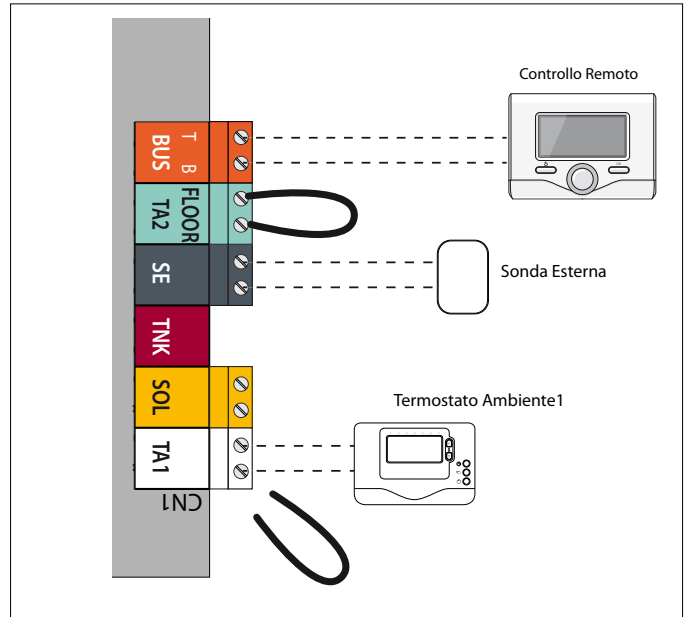 Controllo Remoto
BUS
T B
FLOOR
TA2
SE
Sonda Esterna
TNK
SOL
Termostato Ambiente1
TA1
CN1